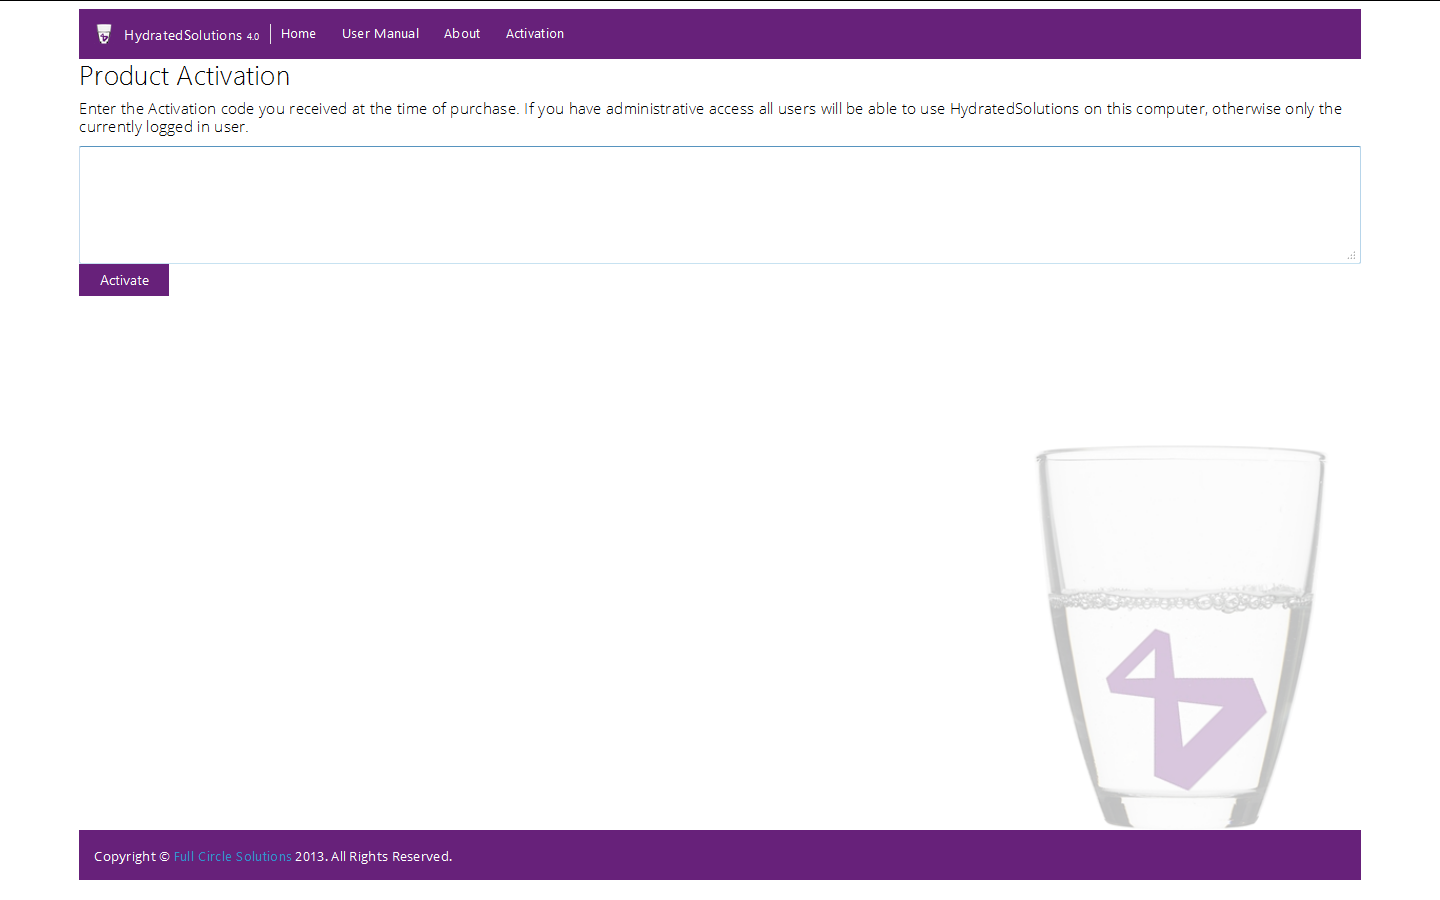 HydratedSolutions 4.0 Home User Manual About Activation
Product Activation
Enter the Activation code you received at the time of purchase. If you have administrative access all users will be able to use HydratedSolutions on this computer, otherwise only the
currently logged in user.
Activate
Copyright © Full Circle Solutions 2013. All Rights Reserved.